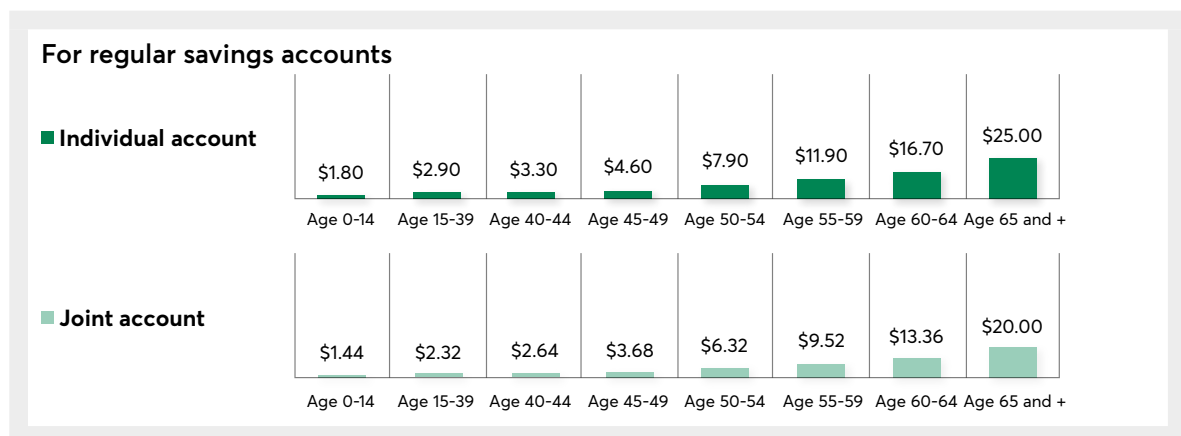 For regular savings accounts
Individual account
$1.80 $2.90 $3.30 $4.60 $7.90 $11.90 $16.70 $25.00
Age 0-14 Age 15-39 Age 40-44 Age 45-49 Age 50-54 Age 55-59 Age 60-64 Age 65 and +
Joint account
$1.44 $2.32 $2.64 $3.68 $6.32 $9.52 $13.36 $20.00
Age 0-14 Age 15-39 Age 40-44 Age 45-49 Age 50-54 Age 55-59 Age 60-64 Age 65 and +